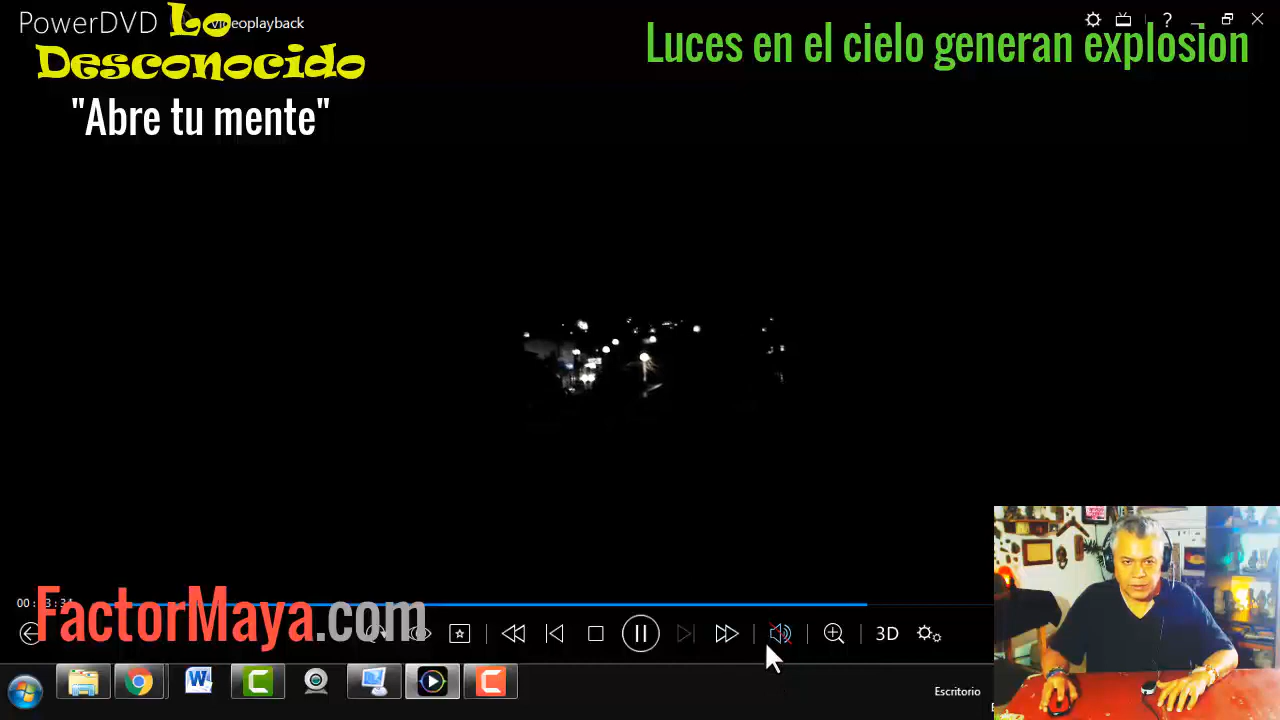 PowerDVD
Videoplayback
Lo
Desconocido
"Abre tu mente"
Luces en el cielo generan explosion
?
FactorMaya.com
3D
Escritorio